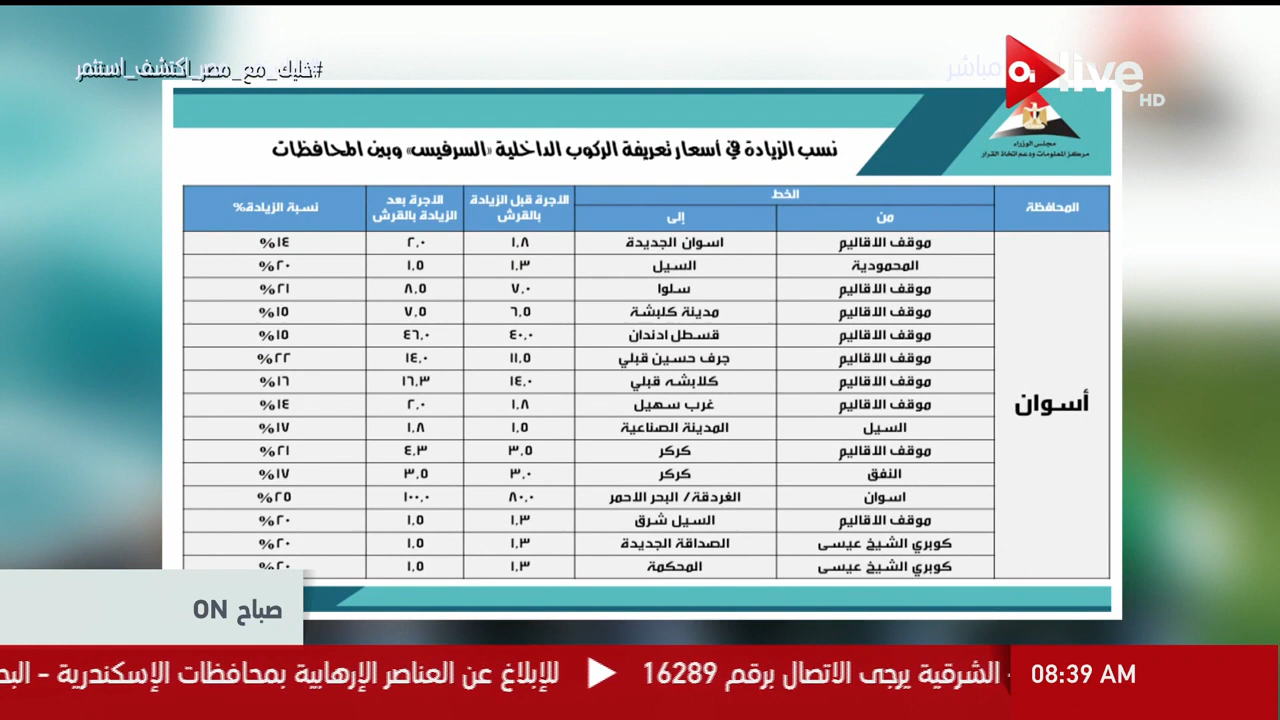 #خليك_مع_مصر_اكتشف_استثمر
مباشر
On live
HD
مجلس الوزراء
مركز المعلومات ودعم اتخاذ القرار
نسب الزيادة في أسعار تعريفة الركوب الداخلية «السرفيس» وبين المحافظات
المحافظة الخط الأجرة قبل الزيادة بالقرش الأجرة بعد الزيادة بالقرش نسبة الزيادة%
من إلى
أسوان
موقف الاقاليم اسوان الجديدة ١,٨ ٢,٠ ١٤%
المحمودية السيل ١,٣ ١,٥ ٢٠%
موقف الاقاليم سلوا ٧,٠ ٨,٥ ٢١%
موقف الاقاليم مدينة كلبشة ٦,٥ ٧,٥ ١٥%
موقف الاقاليم قسطل ادندان ٤٠,٠ ٤٦,٠ ١٥%
موقف الاقاليم جرف حسين قبلي ١١,٥ ١٤,٠ ٢٢%
موقف الاقاليم كلابشه قبلي ١٤,٠ ١٦,٣ ١٦%
موقف الاقاليم غرب سهيل ١,٨ ٢,٠ ١٤%
السيل المدينة الصناعية ١,٥ ١,٨ ١٧%
موقف الاقاليم كركر ٣,٥ ٤,٣ ٢١%
النفق كركر ٣,٠ ٣,٥ ١٧%
اسوان الغردقة/ البحر الاحمر ٨٠,٠ ١٠٠,٠ ٢٥%
موقف الاقاليم السيل شرق ١,٣ ١,٥ ٢٠%
كوبري الشيخ عيسى الصداقة الجديدة ١,٣ ١,٥ ٢٠%
كوبري الشيخ عيسى المحكمة ١,٣ ١,٥ ٢٠%
صباح ON
08:39 AM
- الشرقية يرجى الاتصال برقم 16289 للإبلاغ عن العناصر الإرهابية بمحافظات الإسكندرية -